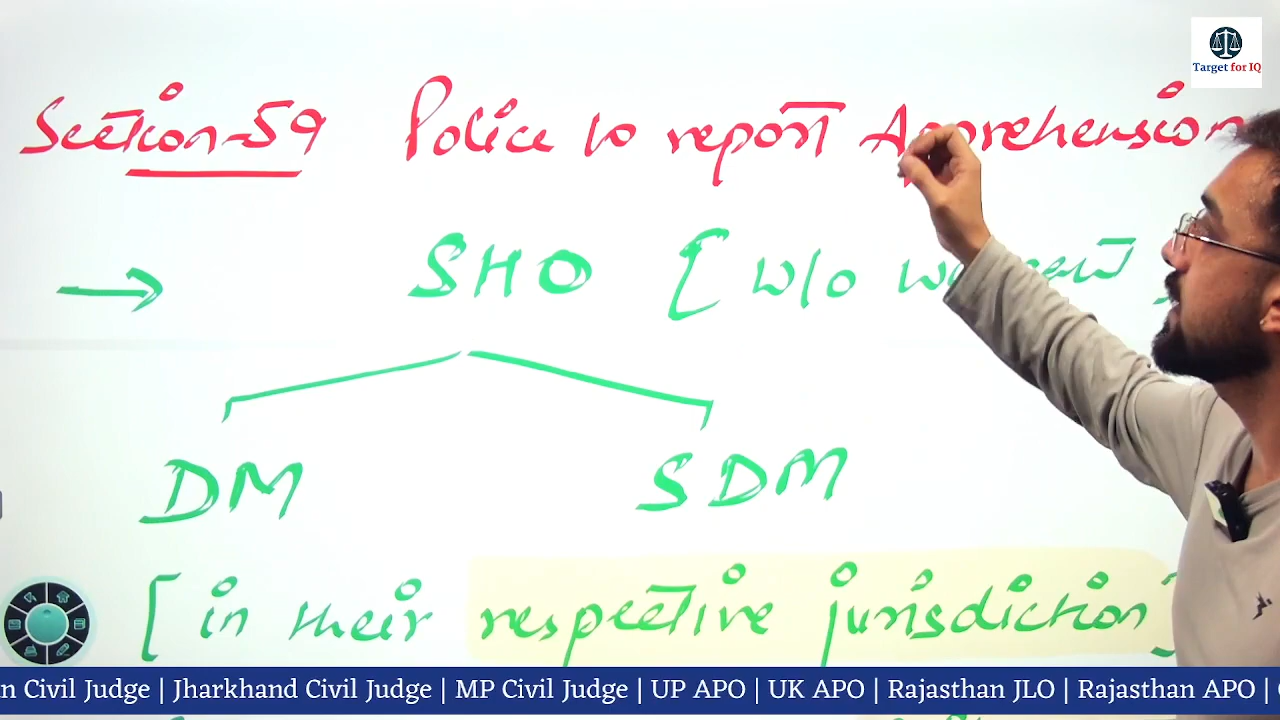 Target for IQ
Section-59 Police to report Apprehension
SHO [ w/o
DM SDM
[ in their respective jurisdiction ]
n Civil Judge | Jharkhand Civil Judge | MP Civil Judge | UP APO | UK APO | Rajasthan JLO | Rajasthan APO |